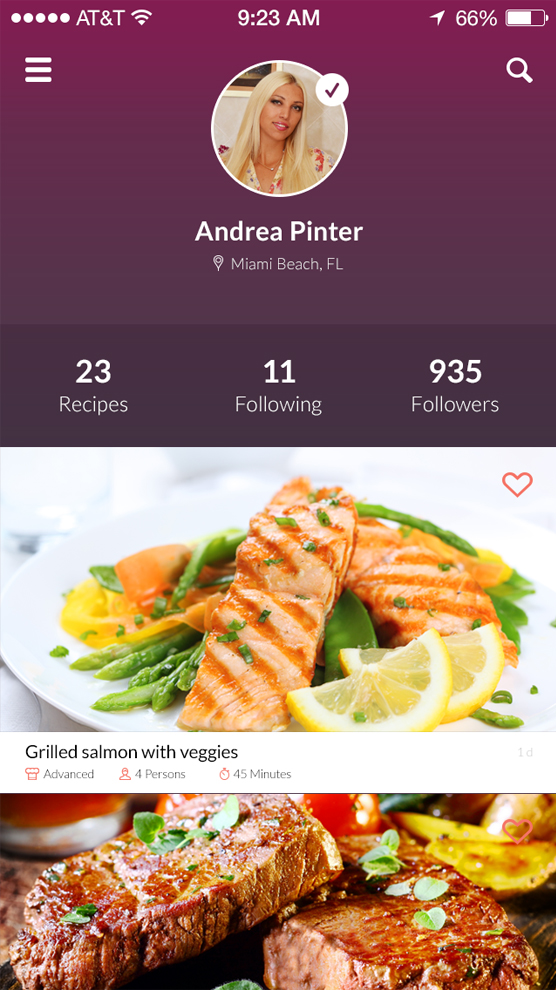 AT&T 9:23 AM 66%
Andrea Pinter
Miami Beach, FL
23 11 935
Recipes Following Followers
Grilled salmon with veggies 1 d
Advanced 4 Persons 45 Minutes